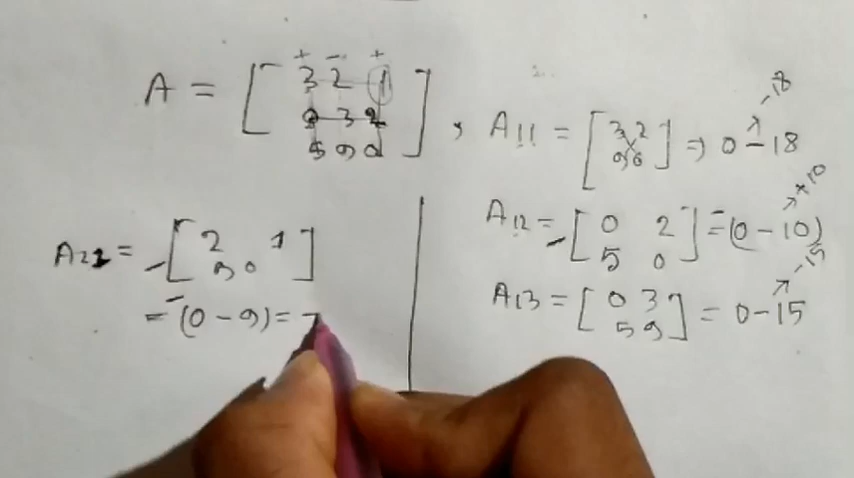 + - +
A = [ 3 2 1
0 3 2
5 9 0 ] , A11 = [ 3 2
9 0 ] => 0 - 18 → -18
A12 = -[ 0 2
5 0 ] = -(0 - 10) → +10
A13 = [ 0 3
5 9 ] = 0 - 15 → -15
A21 = -[ 2 1
9 0 ]
= -(0 - 9) =